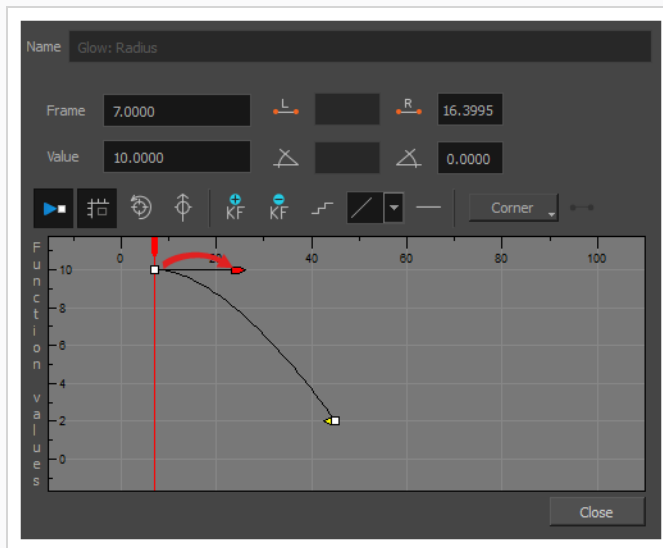 Name Glow: Radius
Frame 7.0000 L R 16.3995
Value 10.0000 0.0000
KF KF Corner
Function values
0 20 40 60 80 100
10
8
6
4
2
0
Close